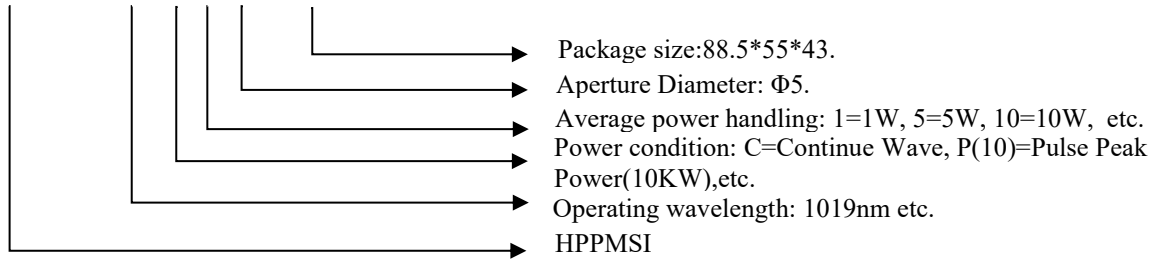 Package size:88.5*55*43.
Aperture Diameter: Φ5.
Average power handling: 1=1W, 5=5W, 10=10W, etc.
Power condition: C=Continue Wave, P(10)=Pulse Peak
Power(10KW),etc.
Operating wavelength: 1019nm etc.
HPPMSI